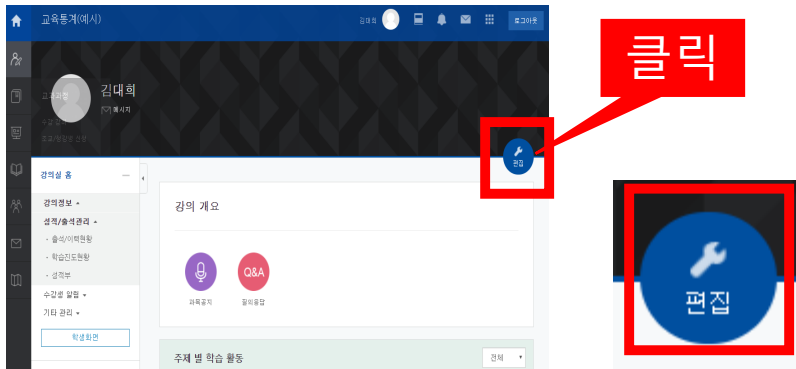 교육통계(예시)
김대희
로그아웃
클릭
김대희
메시지
편집
강의실 홈
강의정보
성적/출석관리
- 출석/이력현황
- 학습진도현황
- 성적부
수강생 알림
기타 관리
학생화면
강의 개요
Q&A
과목공지
질의응답
주제 별 학습 활동
전체
편집